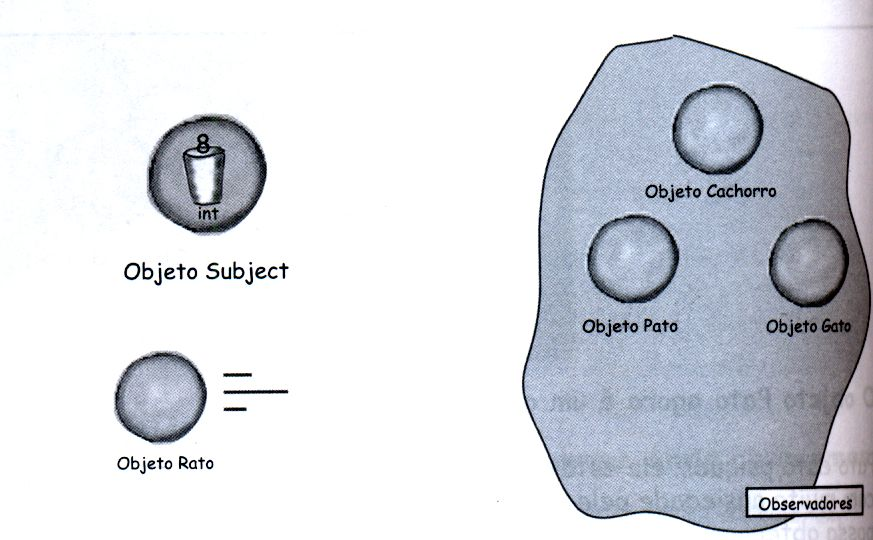 8
int
Objeto Subject
Objeto Rato
Objeto Cachorro
Objeto Pato
Objeto Gato
Observadores